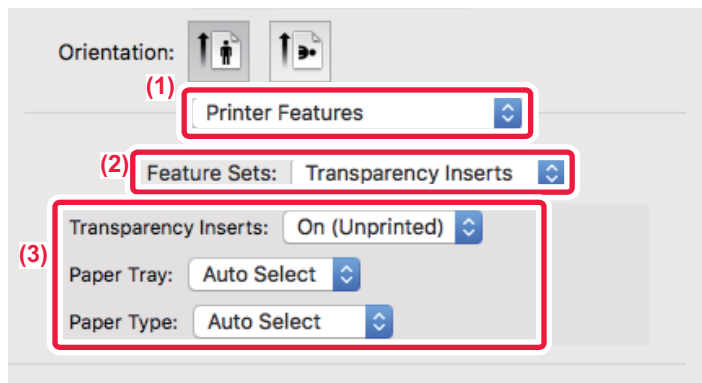 Orientation:
(1)
Printer Features
(2)
Feature Sets: Transparency Inserts
(3)
Transparency Inserts: On (Unprinted)
Paper Tray: Auto Select
Paper Type: Auto Select